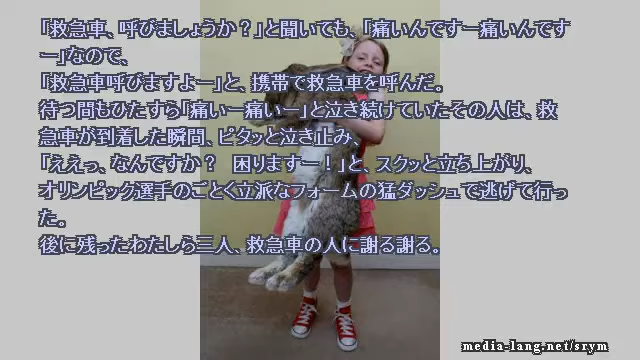 「救急車、呼びましょうか？」と聞いても、「痛いんですー痛いんです
ー」なので、
「救急車呼びますよー」と、携帯で救急車を呼んだ。
待つ間もひたすら「痛いー痛いー」と泣き続けていたその人は、救
急車が到着した瞬間、ピタッと泣き止み、
「ええっ、なんですか？　困りますー！」と、スクッと立ち上がり、
オリンピック選手のごとく立派なフォームの猛ダッシュで逃げて行っ
た。
後に残ったわたしら三人、救急車の人に謝る謝る。
media-lang.net/srym